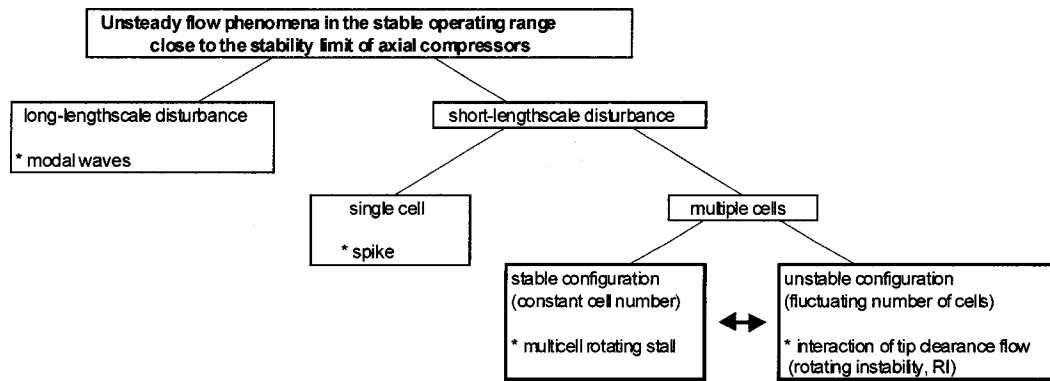 Unsteady flow phenomena in the stable operating range
close to the stability limit of axial compressors
long-lengthscale disturbance
* modal waves
short-lengthscale disturbance
single cell
* spike
multiple cells
stable configuration
(constant cell number)
* multicell rotating stall
unstable configuration
(fluctuating number of cells)
* interaction of tip clearance flow
(rotating instability, RI)